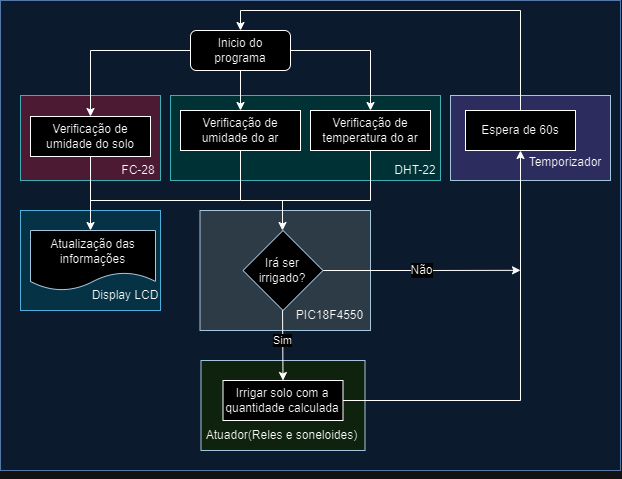 Inicio do
programa
Verificação de
umidade do solo
FC-28
Verificação de
umidade do ar
Verificação de
temperatura do ar
DHT-22
Espera de 60s
Temporizador
Atualização das
informações
Display LCD
Irá ser
irrigado?
Não
PIC18F4550
Sim
Irrigar solo com a
quantidade calculada
Atuador(Reles e soneloides)